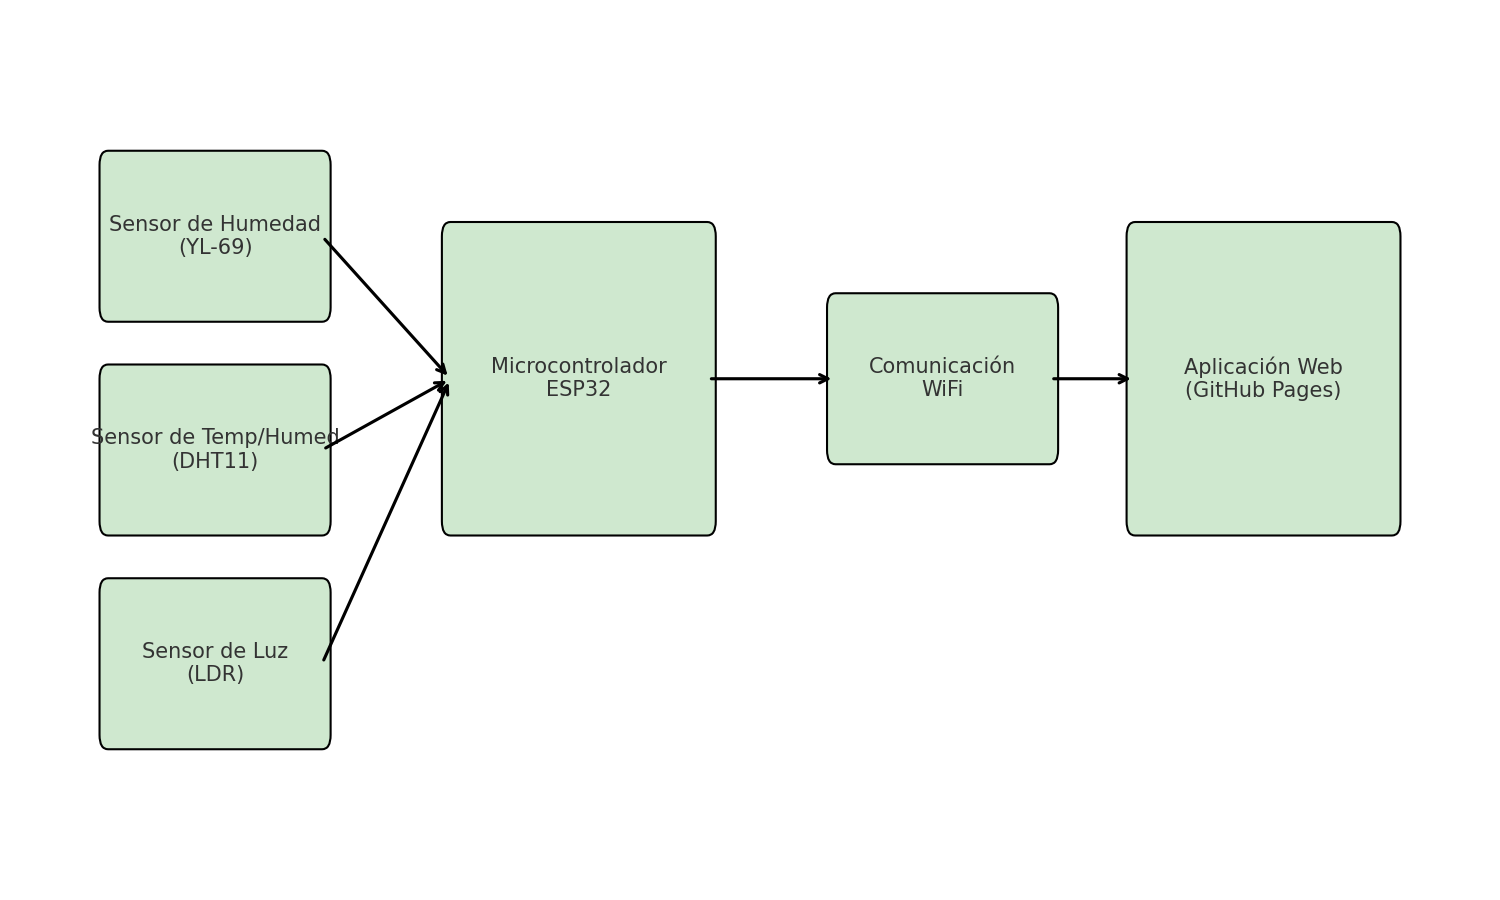 Sensor de Humedad
(YL-69)
Sensor de Temp/Humed
(DHT11)
Sensor de Luz
(LDR)
Microcontrolador
ESP32
Comunicación
WiFi
Aplicación Web
(GitHub Pages)